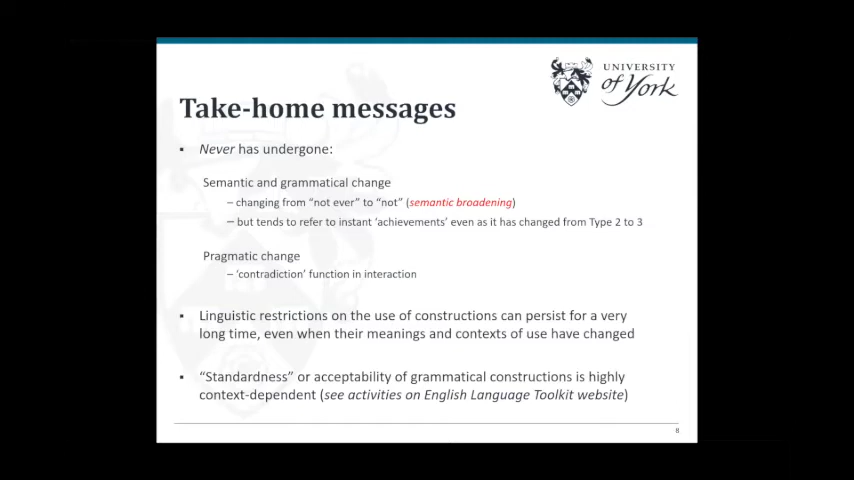 UNIVERSITY
of York
Take-home messages
▪ Never has undergone:
Semantic and grammatical change
– changing from “not ever” to “not” (semantic broadening)
– but tends to refer to instant ‘achievements’ even as it has changed from Type 2 to 3
Pragmatic change
– ‘contradiction’ function in interaction
▪ Linguistic restrictions on the use of constructions can persist for a very
long time, even when their meanings and contexts of use have changed
▪ “Standardness” or acceptability of grammatical constructions is highly
context-dependent (see activities on English Language Toolkit website)
8